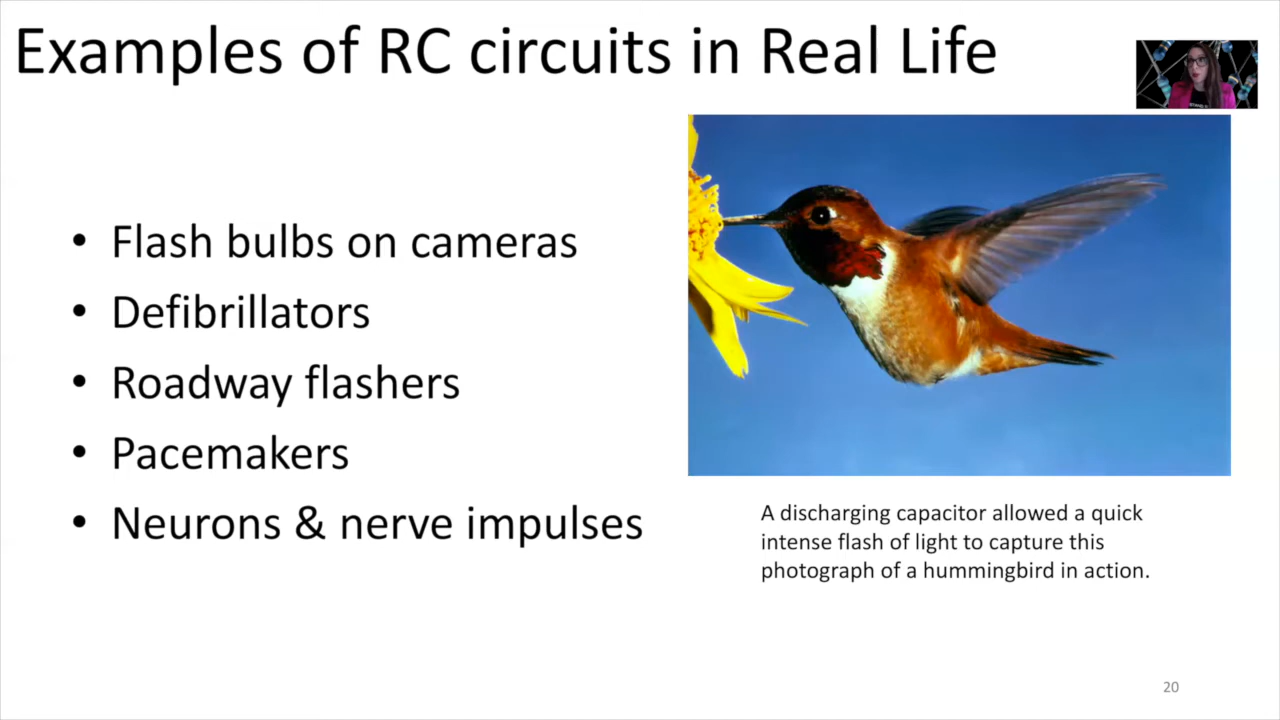 Examples of RC circuits in Real Life
• Flash bulbs on cameras
• Defibrillators
• Roadway flashers
• Pacemakers
• Neurons & nerve impulses
A discharging capacitor allowed a quick
intense flash of light to capture this
photograph of a hummingbird in action.
20